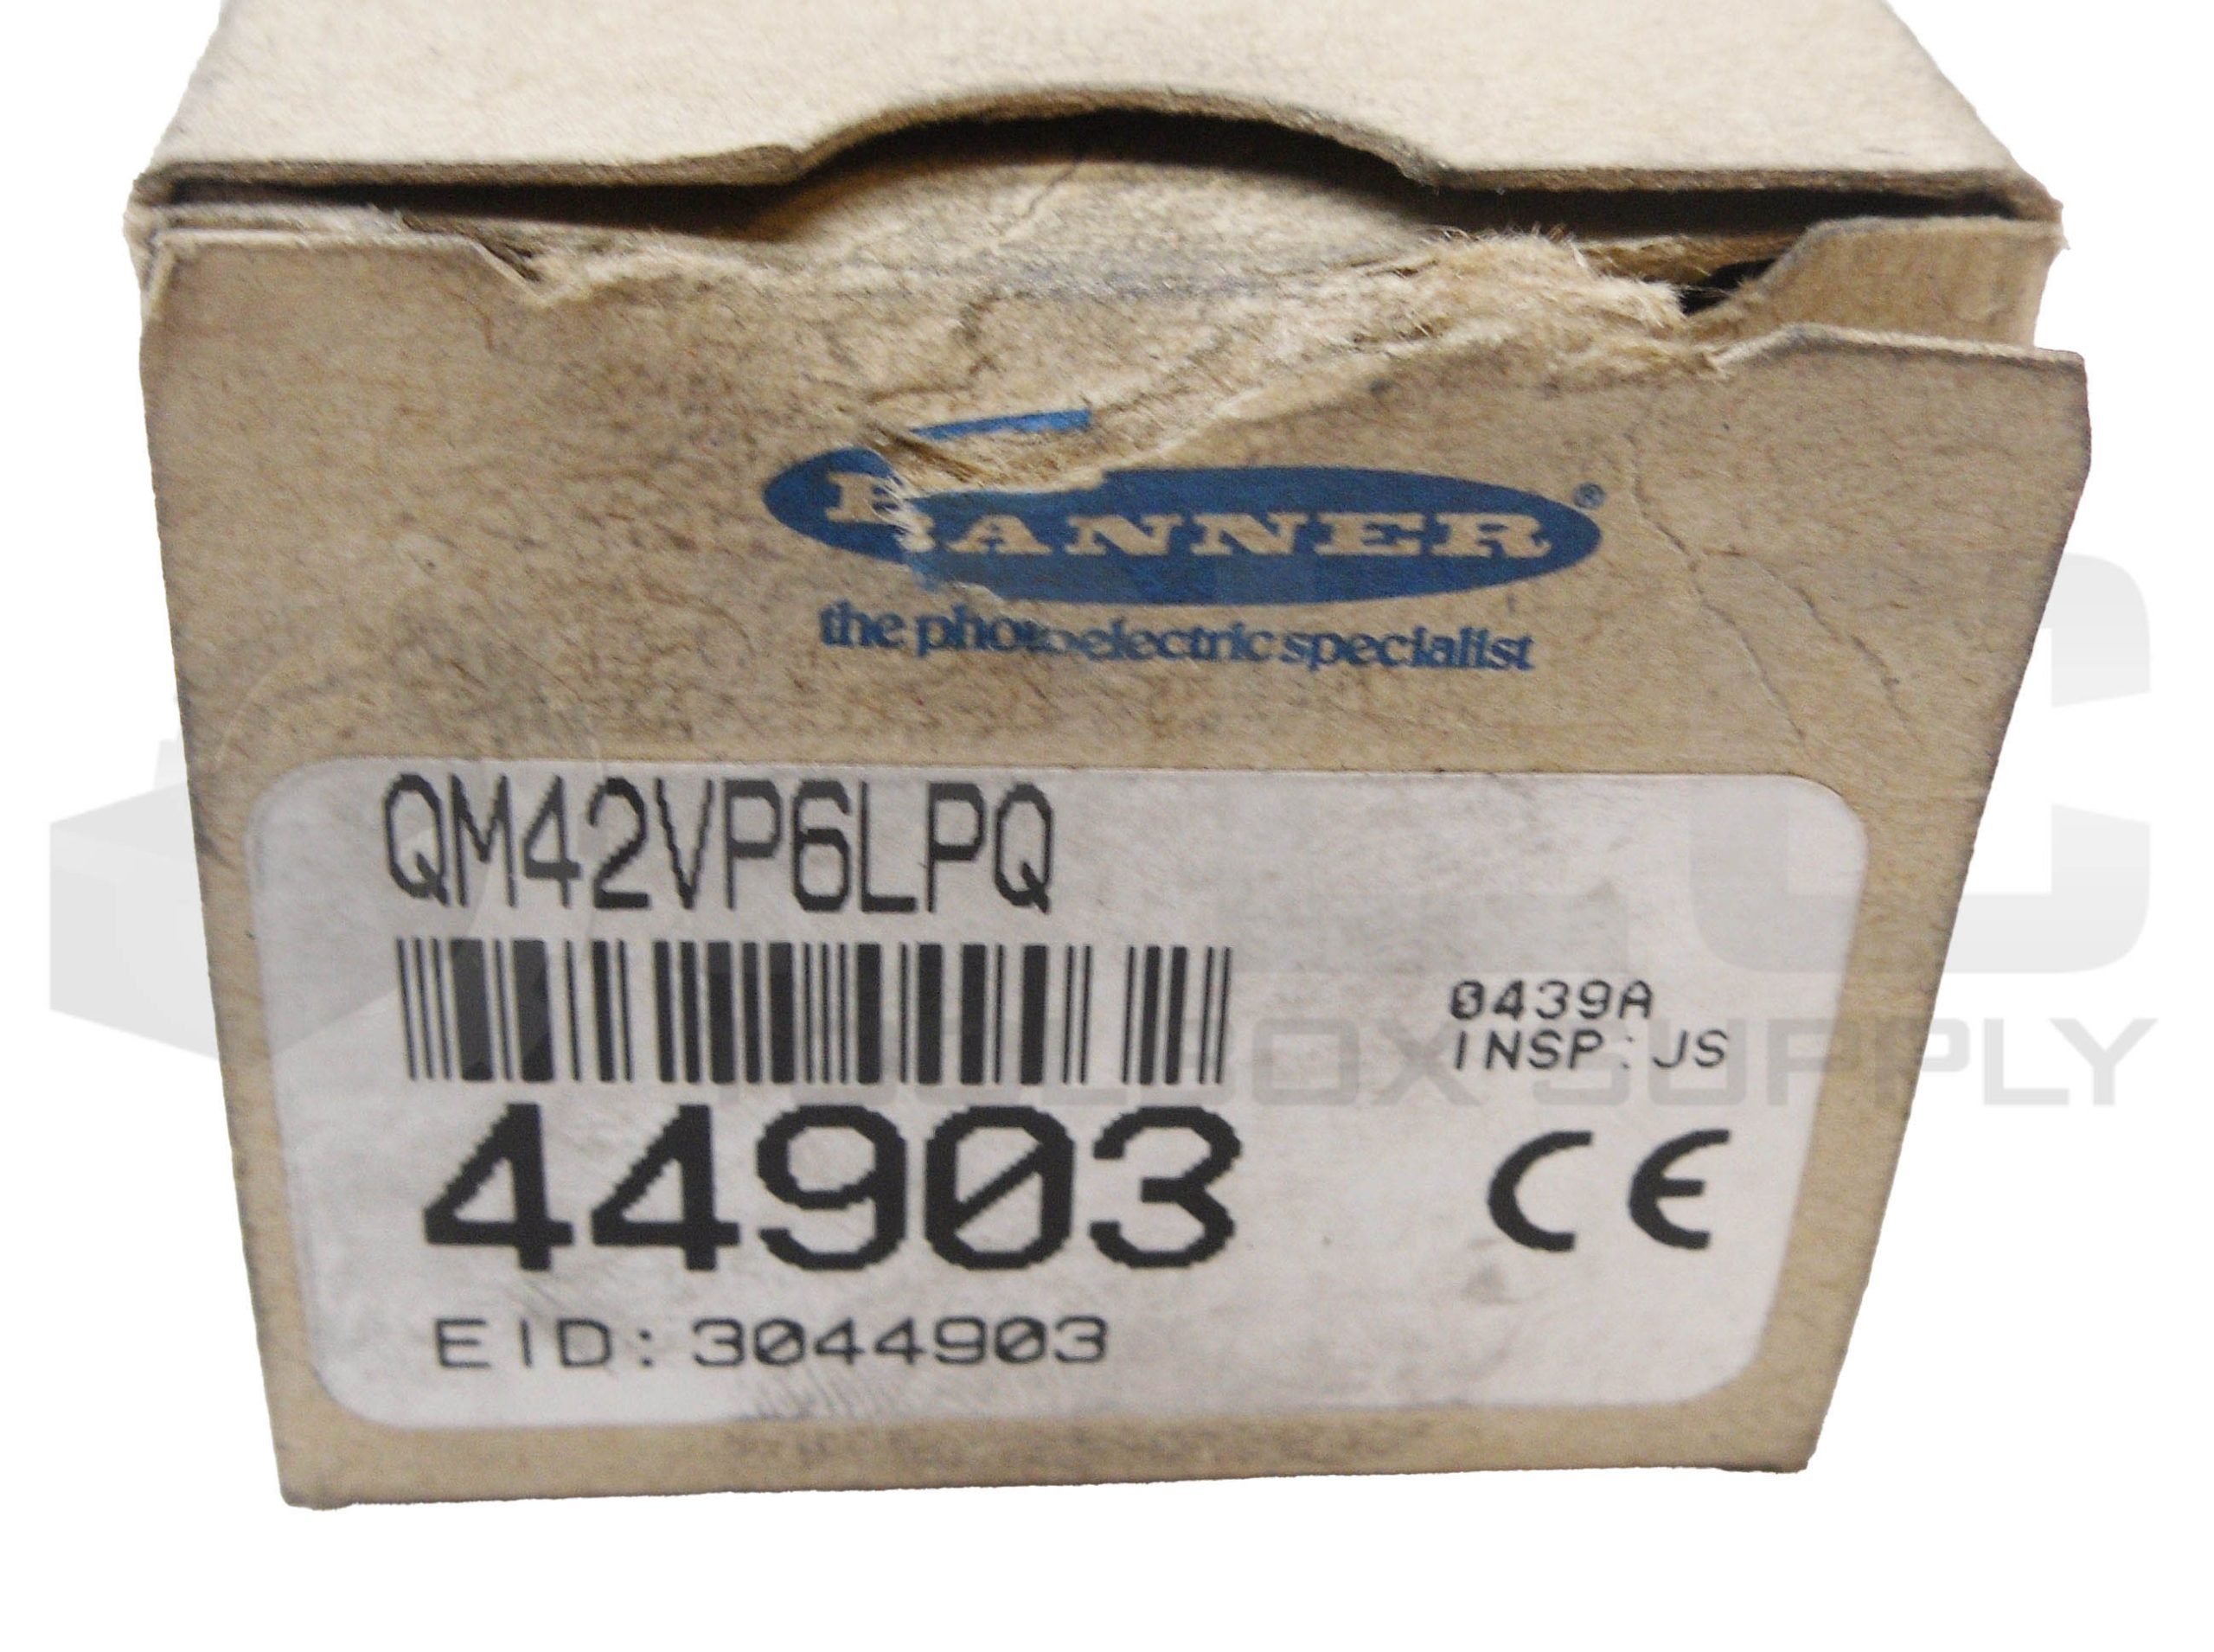 BANNER®
the photoelectric specialist
QM42VP6LPQ
0439A
INSP:JS
44903
CE
EID: 3044903